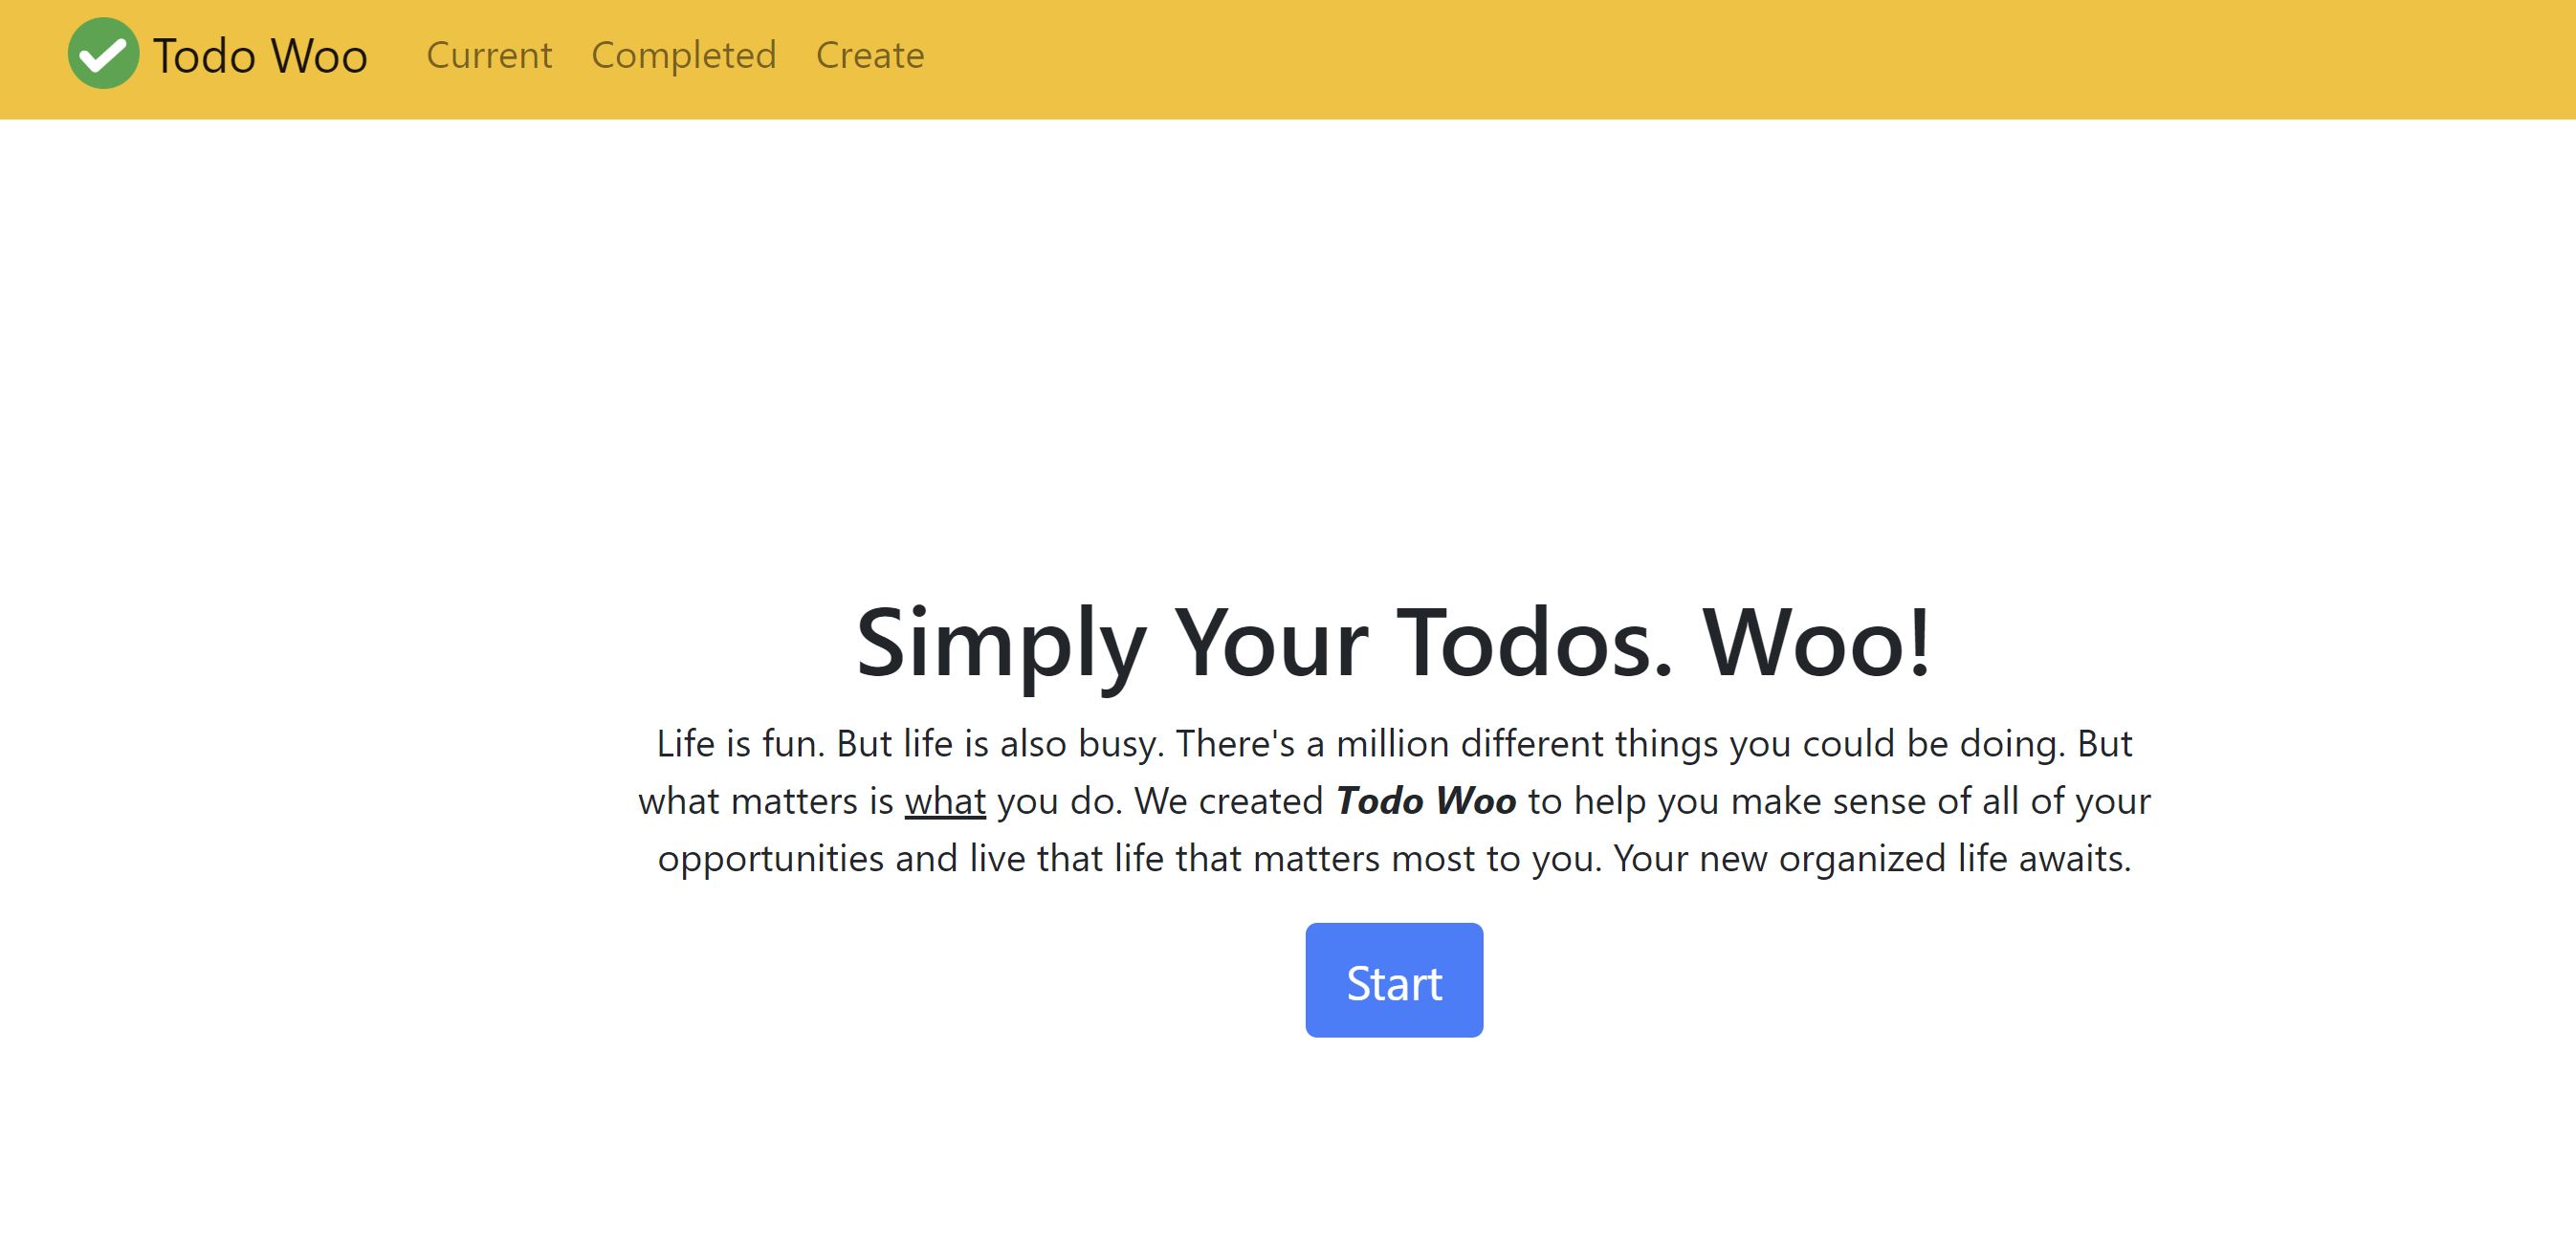 Todo Woo Current Completed Create
Simply Your Todos. Woo!
Life is fun. But life is also busy. There's a million different things you could be doing. But
what matters is what you do. We created Todo Woo to help you make sense of all of your
opportunities and live that life that matters most to you. Your new organized life awaits.
Start